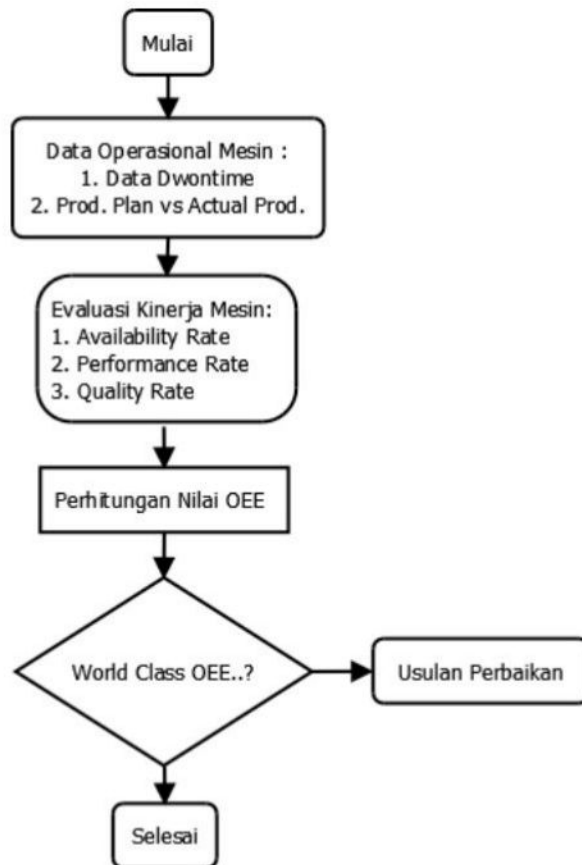 Mulai
Data Operasional Mesin :
1. Data Dwontime
2. Prod. Plan vs Actual Prod.
Evaluasi Kinerja Mesin:
1. Availability Rate
2. Performance Rate
3. Quality Rate
Perhitungan Nilai OEE
World Class OEE..?
Usulan Perbaikan
Selesai